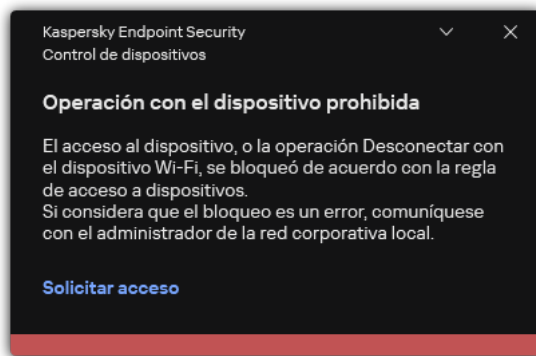 Kaspersky Endpoint Security
Control de dispositivos
Operación con el dispositivo prohibida
El acceso al dispositivo, o la operación Desconectar con
el dispositivo Wi-Fi, se bloqueó de acuerdo con la regla
de acceso a dispositivos.
Si considera que el bloqueo es un error, comuníquese
con el administrador de la red corporativa local.
Solicitar acceso